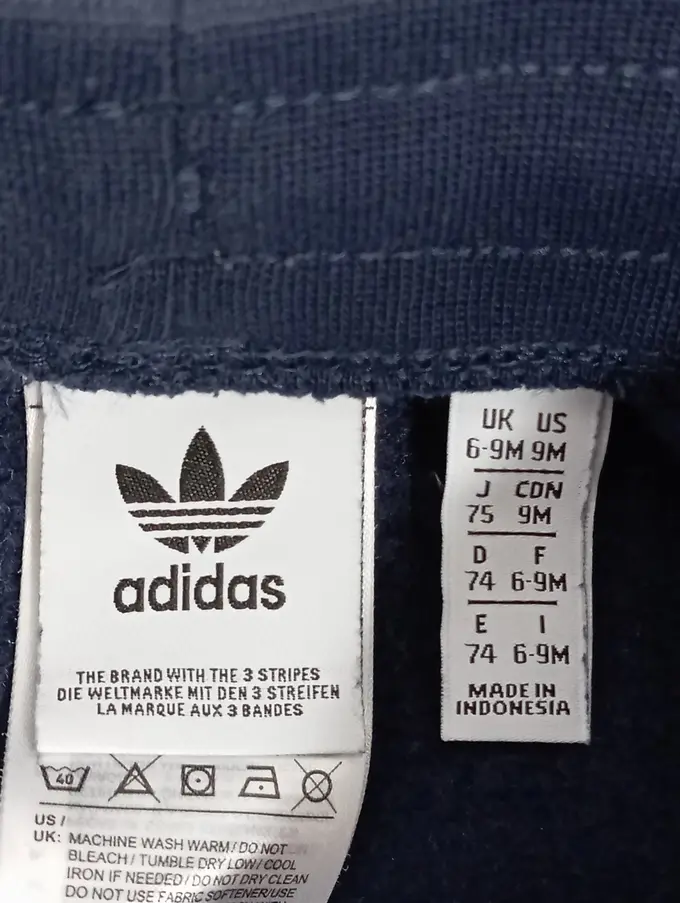 adidas
THE BRAND WITH THE 3 STRIPES
DIE WELTMARKE MIT DEN 3 STREIFEN
LA MARQUE AUX 3 BANDES
40
US /
UK: MACHINE WASH WARM / DO NOT
BLEACH / TUMBLE DRY LOW / COOL
IRON IF NEEDED / DO NOT DRY CLEAN
DO NOT USE FABRIC SOFTENER/USE
UK US
6-9M 9M
J CDN
75 9M
D F
74 6-9M
E I
74 6-9M
MADE IN
INDONESIA